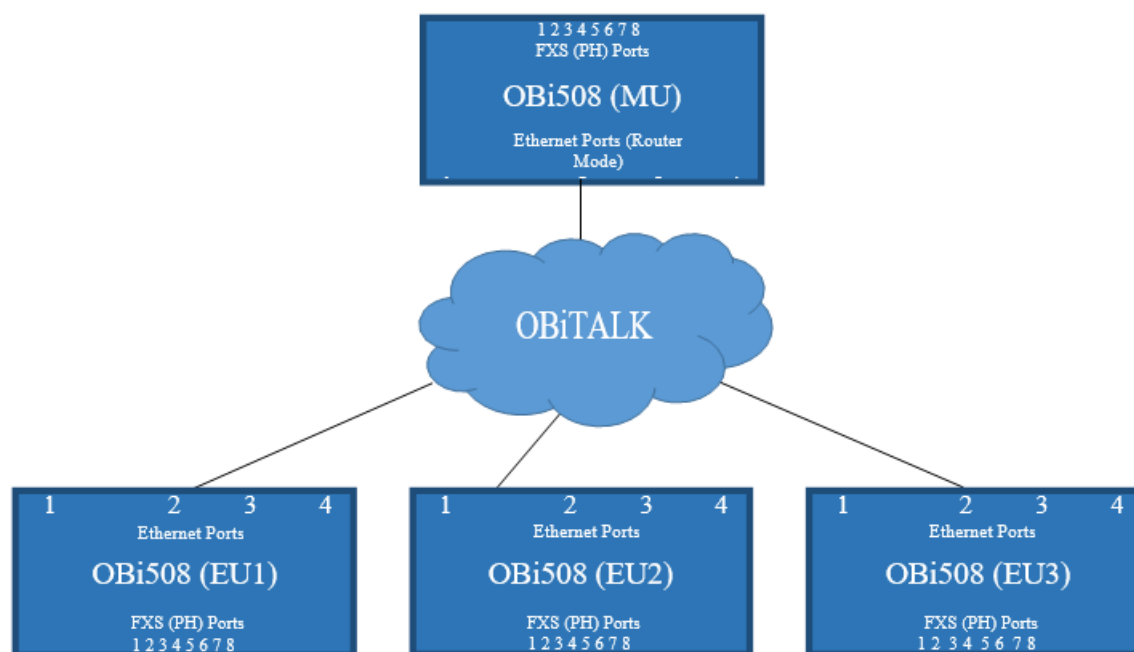 1 2 3 4 5 6 7 8
FXS (PH) Ports
OBi508 (MU)
Ethernet Ports (Router
Mode)
OBiTALK
1 2 3 4
Ethernet Ports
OBi508 (EU1)
FXS (PH) Ports
1 2 3 4 5 6 7 8
1 2 3 4
Ethernet Ports
OBi508 (EU2)
FXS (PH) Ports
1 2 3 4 5 6 7 8
1 2 3 4
Ethernet Ports
OBi508 (EU3)
FXS (PH) Ports
1 2 3 4 5 6 7 8